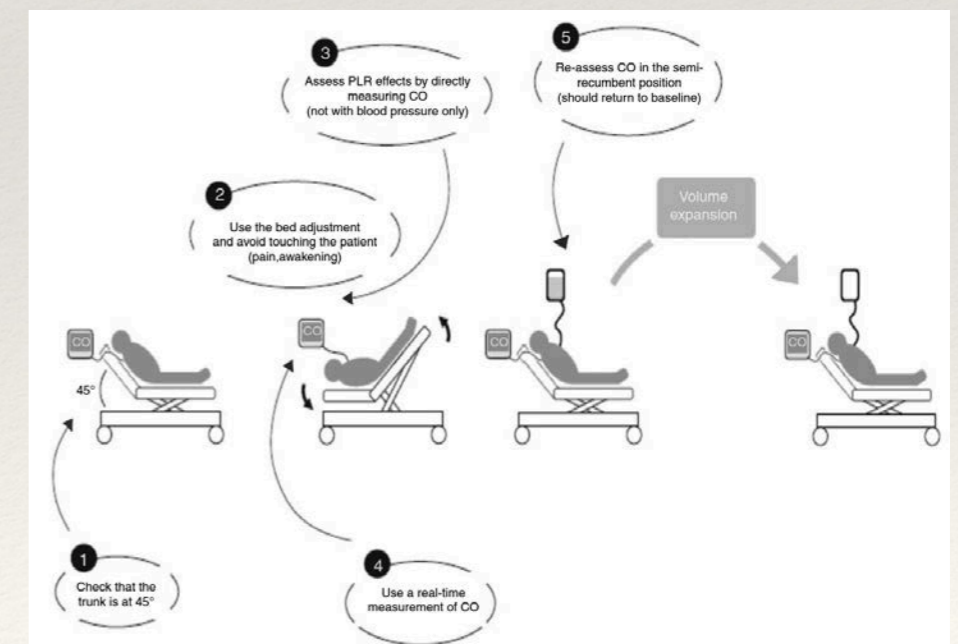 3
Assess PLR effects by directly
measuring CO
(not with blood pressure only)
5
Re-assess CO in the semi-
recumbent position
(should return to baseline)
2
Use the bed adjustment
and avoid touching the patient
(pain,awakening)
Volume
expansion
CO
CO
CO
CO
45°
1
Check that the
trunk is at 45°
4
Use a real-time
measurement of CO